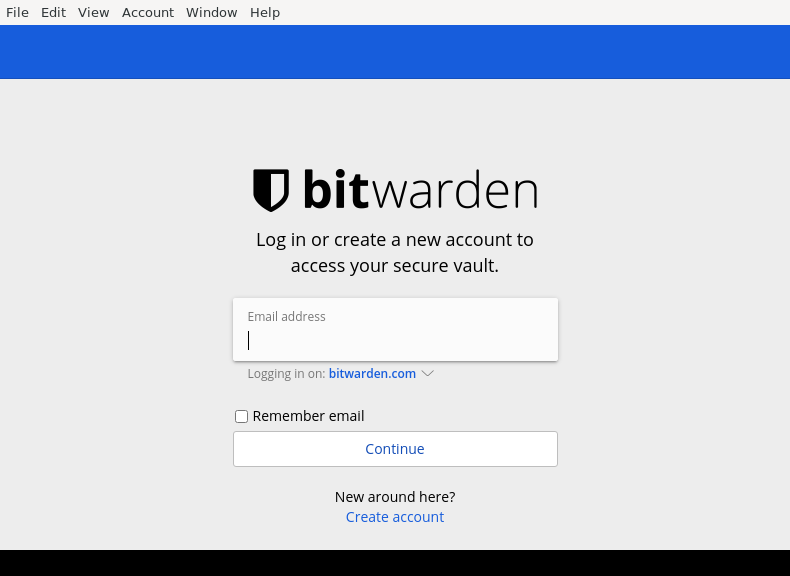 File Edit View Account Window Help
bitwarden
Log in or create a new account to
access your secure vault.
Email address
Logging in on: bitwarden.com
Remember email
Continue
New around here?
Create account